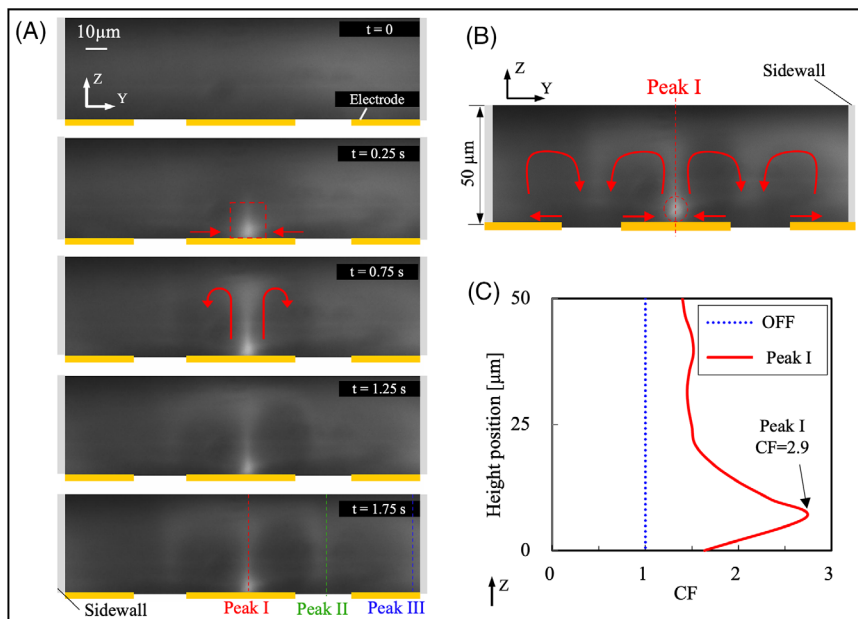 (A)
10µm
t = 0
Z
Y
Electrode
t = 0.25 s
t = 0.75 s
t = 1.25 s
t = 1.75 s
Sidewall
Peak I
Peak II
Peak III
(B)
Z
Y
Peak I
Sidewall
50 µm
(C)
50
25
0
Height position [µm]
OFF
Peak I
Peak I
CF=2.9
0
1
2
3
CF
Z